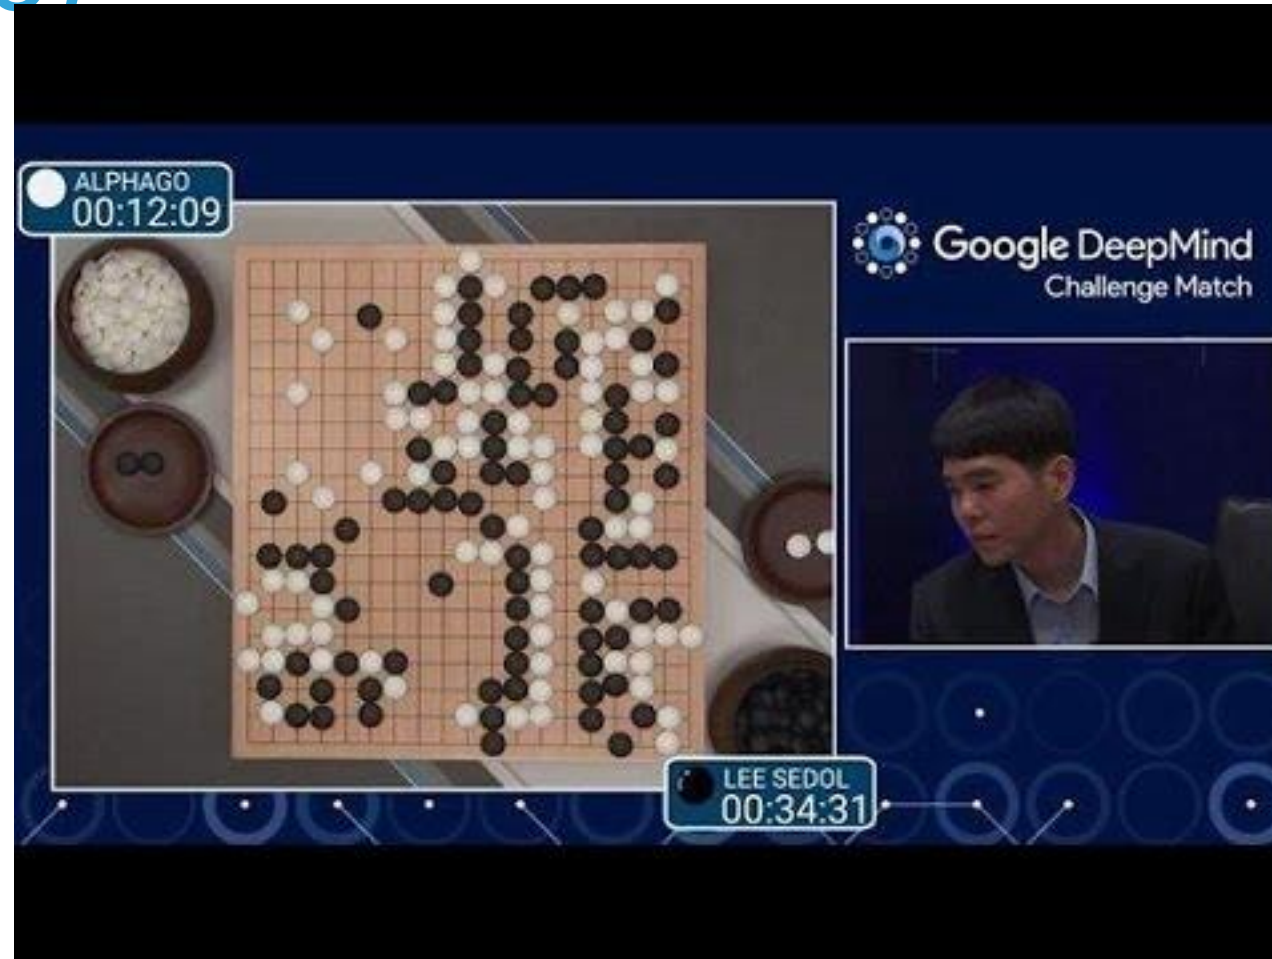 ALPHAGO
00:12:09
Google DeepMind
Challenge Match
LEE SEDOL
00:34:31